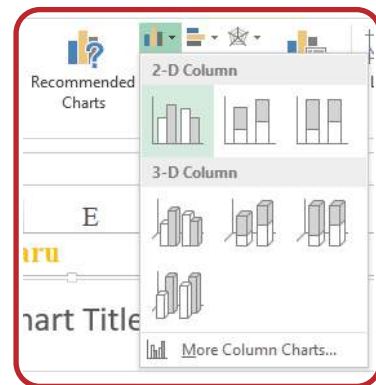 Recommended
Charts
2-D Column
3-D Column
E
aru
hart Title
More Column Charts...